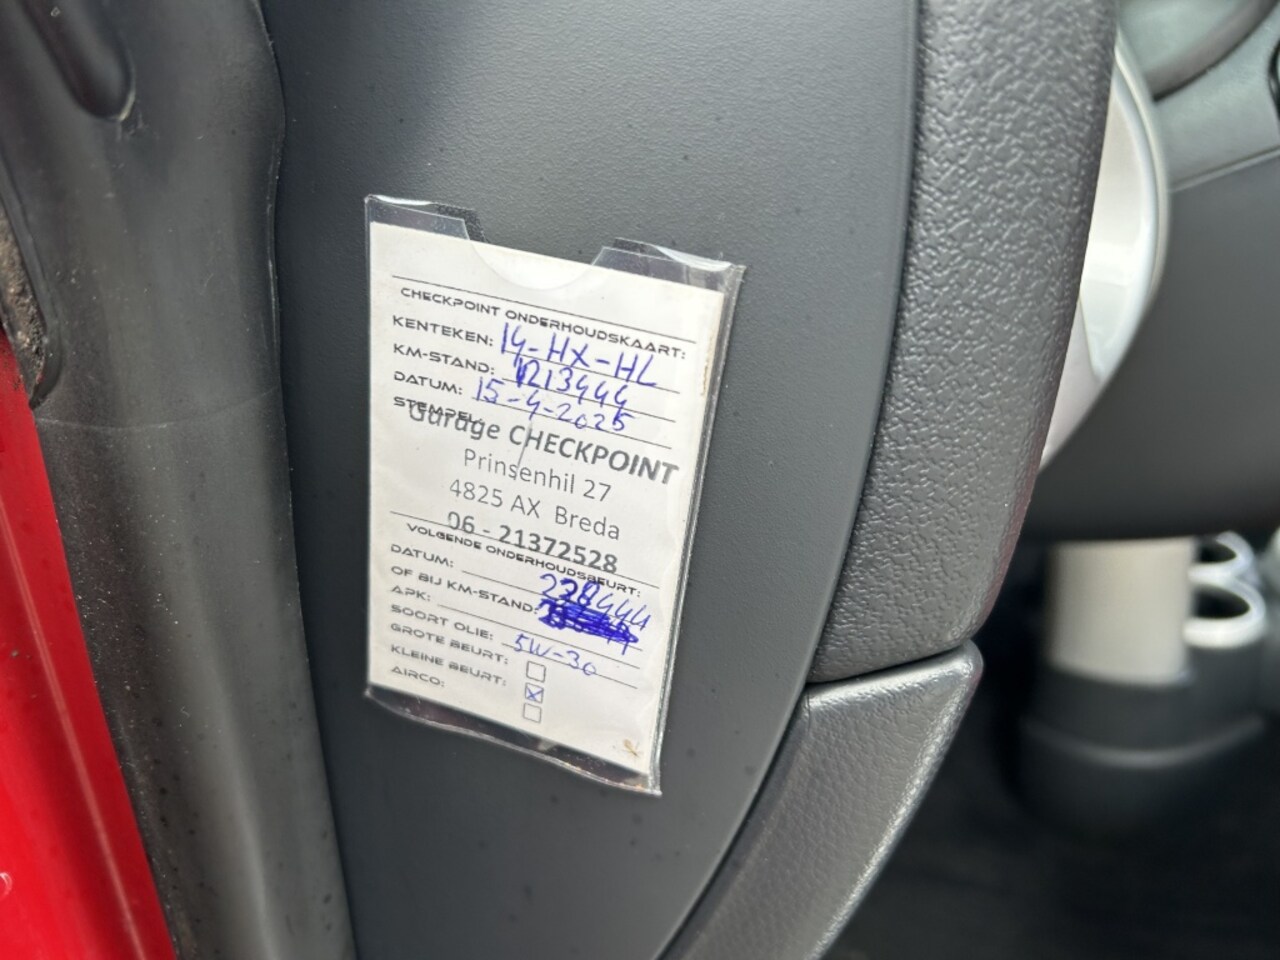 CHECKPOINT ONDERHOUDSKAART:
KENTEKEN: 14-HX-HL
KM-STAND: 213444
DATUM: 15-4-2025
STEMPEL:
Garage CHECKPOINT
Prinsenhil 27
4825 AX Breda
06 - 21372528
VOLGENDE ONDERHOUDSBEURT:
DATUM:
OF BIJ KM-STAND: 228444
APK:
SOORT OLIE: 5W-30
GROTE BEURT:
KLEINE BEURT: X
AIRCO: